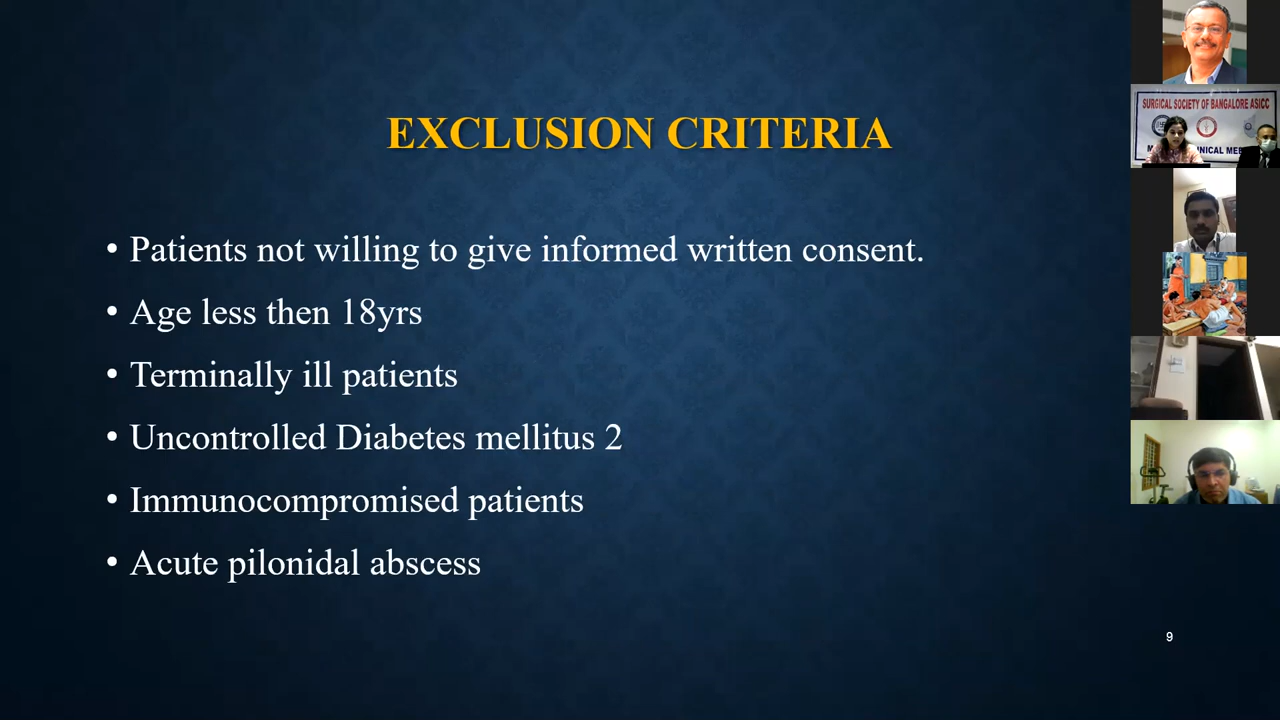 EXCLUSION CRITERIA
• Patients not willing to give informed written consent.
• Age less then 18yrs
• Terminally ill patients
• Uncontrolled Diabetes mellitus 2
• Immunocompromised patients
• Acute pilonidal abscess
9
SURGICAL SOCIETY OF BANGALORE ASICC